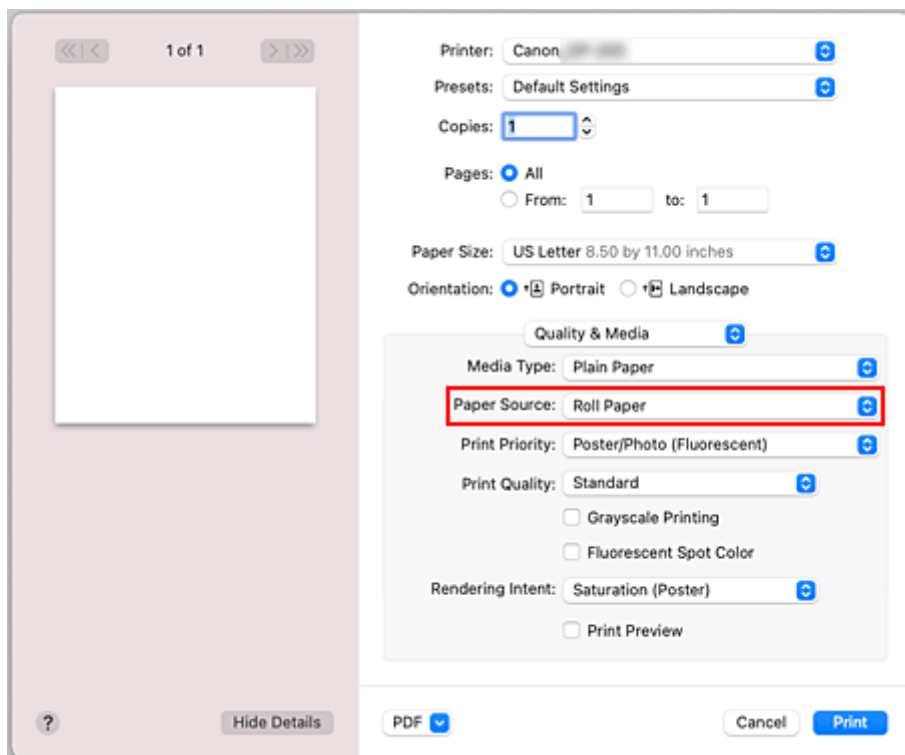 1 of 1
Printer: Canon
Presets: Default Settings
Copies: 1
Pages: All
From: 1 to: 1
Paper Size: US Letter 8.50 by 11.00 inches
Orientation: Portrait Landscape
Quality & Media
Media Type: Plain Paper
Paper Source: Roll Paper
Print Priority: Poster/Photo (Fluorescent)
Print Quality: Standard
Grayscale Printing
Fluorescent Spot Color
Rendering Intent: Saturation (Poster)
Print Preview
? Hide Details PDF Cancel Print